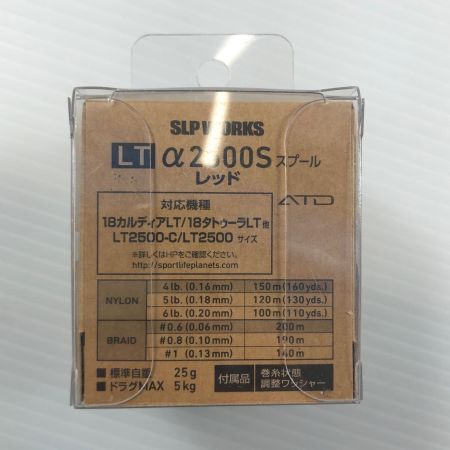 SLP WORKS
LT α2500S スプール
レッド
ATD
対応機種
18カルディアLT/18タトゥーラLT他
LT2500-C/LT2500 サイズ
※詳しくはHPをご確認ください。
http://sportlifeplanets.com/
NYLON
4lb. (0.16mm) 150m(160yds.)
5lb. (0.18mm) 120m(130yds.)
6lb. (0.20mm) 100m(110yds.)
BRAID
#0.6(0.06mm) 200m
#0.8(0.10mm) 190m
#1 (0.13mm) 140m
■標準自重 25g
■ドラグMAX 5kg
付属品 巻糸状態
調整ワッシャー